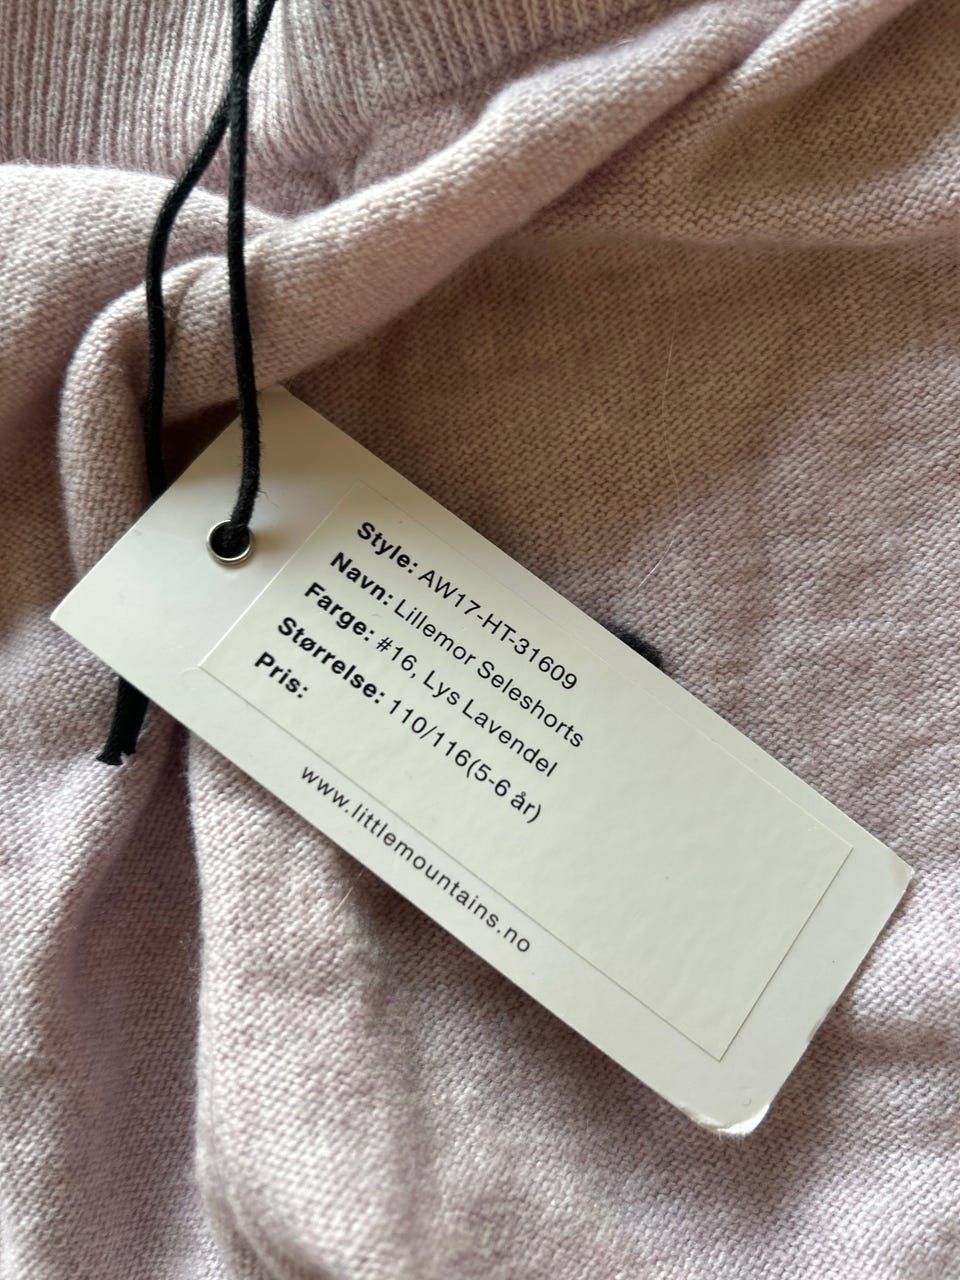 Style: AW17-HT-31609
Navn: Lillemor Seleshorts
Farge: #16, Lys Lavendel
Størrelse: 110/116(5-6 år)
Pris:
www.littlemountains.no